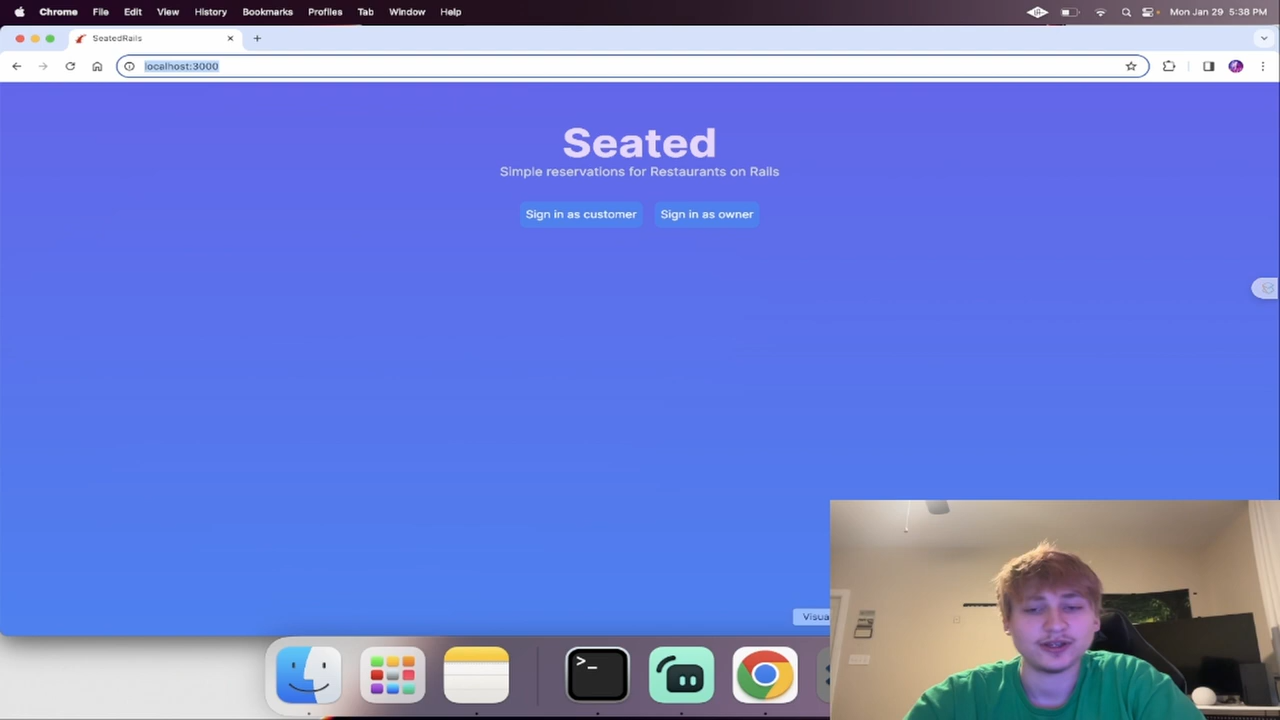 Chrome File Edit View History Bookmarks Profiles Tab Window Help Mon Jan 29 5:38 PM
SeatedRails
localhost:3000
Seated
Simple reservations for Restaurants on Rails
Sign in as customer Sign in as owner
Visua
>_